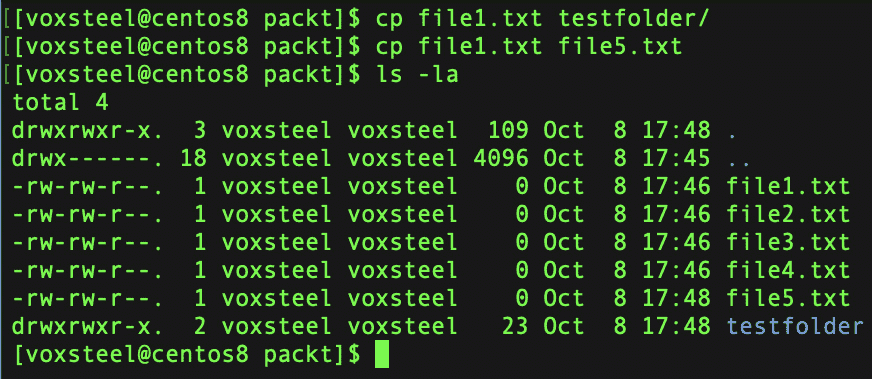 [[voxsteel@centos8 packt]$ cp file1.txt testfolder/
[[voxsteel@centos8 packt]$ cp file1.txt file5.txt
[[voxsteel@centos8 packt]$ ls -la
total 4
drwxrwxr-x.  3 voxsteel voxsteel  109 Oct  8 17:48 .
drwx------. 18 voxsteel voxsteel 4096 Oct  8 17:45 ..
-rw-rw-r--.  1 voxsteel voxsteel    0 Oct  8 17:46 file1.txt
-rw-rw-r--.  1 voxsteel voxsteel    0 Oct  8 17:46 file2.txt
-rw-rw-r--.  1 voxsteel voxsteel    0 Oct  8 17:46 file3.txt
-rw-rw-r--.  1 voxsteel voxsteel    0 Oct  8 17:46 file4.txt
-rw-rw-r--.  1 voxsteel voxsteel    0 Oct  8 17:48 file5.txt
drwxrwxr-x.  2 voxsteel voxsteel   23 Oct  8 17:48 testfolder
[voxsteel@centos8 packt]$